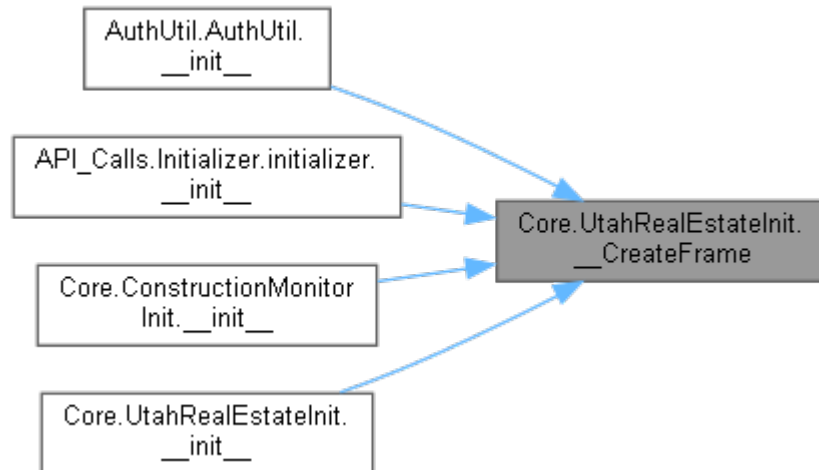 AuthUtil.AuthUtil.
__init__
API_Calls.Initializer.initializer.
__init__
Core.UtahRealEstateInit.
__CreateFrame
Core.ConstructionMonitor
Init.__init__
Core.UtahRealEstateInit.
__init__